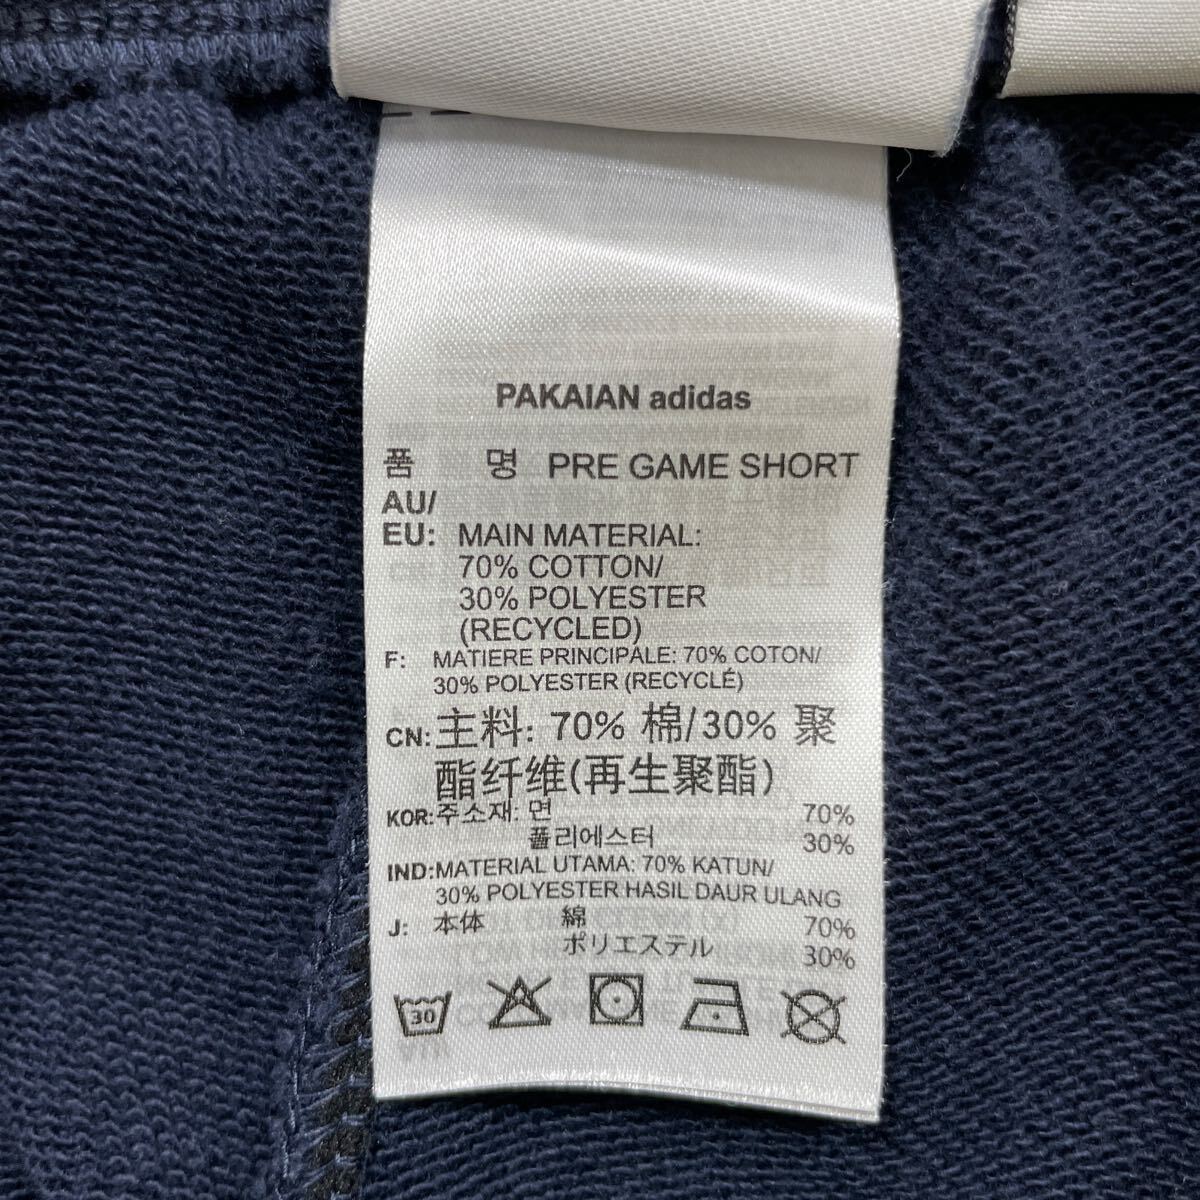 PAKAIAN adidas
품 명 PRE GAME SHORT
AU/
EU: MAIN MATERIAL:
70% COTTON/
30% POLYESTER
(RECYCLED)
F: MATIERE PRINCIPALE: 70% COTON/
30% POLYESTER (RECYCLÉ)
CN: 主料: 70% 棉/30% 聚
酯纤维(再生聚酯)
KOR: 주소재: 면 70%
폴리에스터 30%
IND: MATERIAL UTAMA: 70% KATUN/
30% POLYESTER HASIL DAUR ULANG
J: 本体 綿 70%
ポリエステル 30%
30